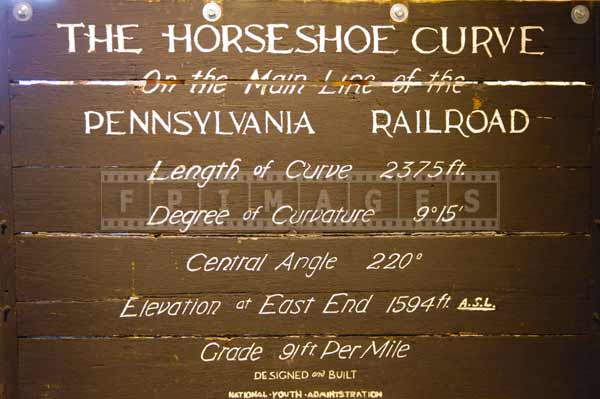 THE HORSESHOE CURVE
On the Main Line of the
PENNSYLVANIA RAILROAD
Length of Curve 2375 ft.
FPIMAGES
Degree of Curvature 9°15'
Central Angle 220°
Elevation at East End 1594 ft. A.S.L.
Grade 91 ft. Per Mile
DESIGNED and BUILT
NATIONAL·YOUTH·ADMINISTRATION